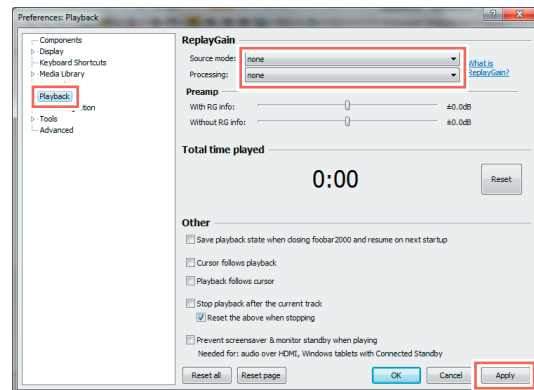 Preferences: Playback
Components
Display
Keyboard Shortcuts
Media Library
Playback
Tools
Advanced
ReplayGain
Source mode: none
Processing: none
What is
ReplayGain?
Preamp
With RG info: ±0.0dB
Without RG info: ±0.0dB
Total time played
0:00
Reset
Other
Save playback state when closing foobar2000 and resume on next startup
Cursor follows playback
Playback follows cursor
Stop playback after the current track
Reset the above when stopping
Prevent screensaver & monitor standby when playing
Needed for: audio over HDMI, Windows tablets with Connected Standby
Reset all Reset page OK Cancel Apply